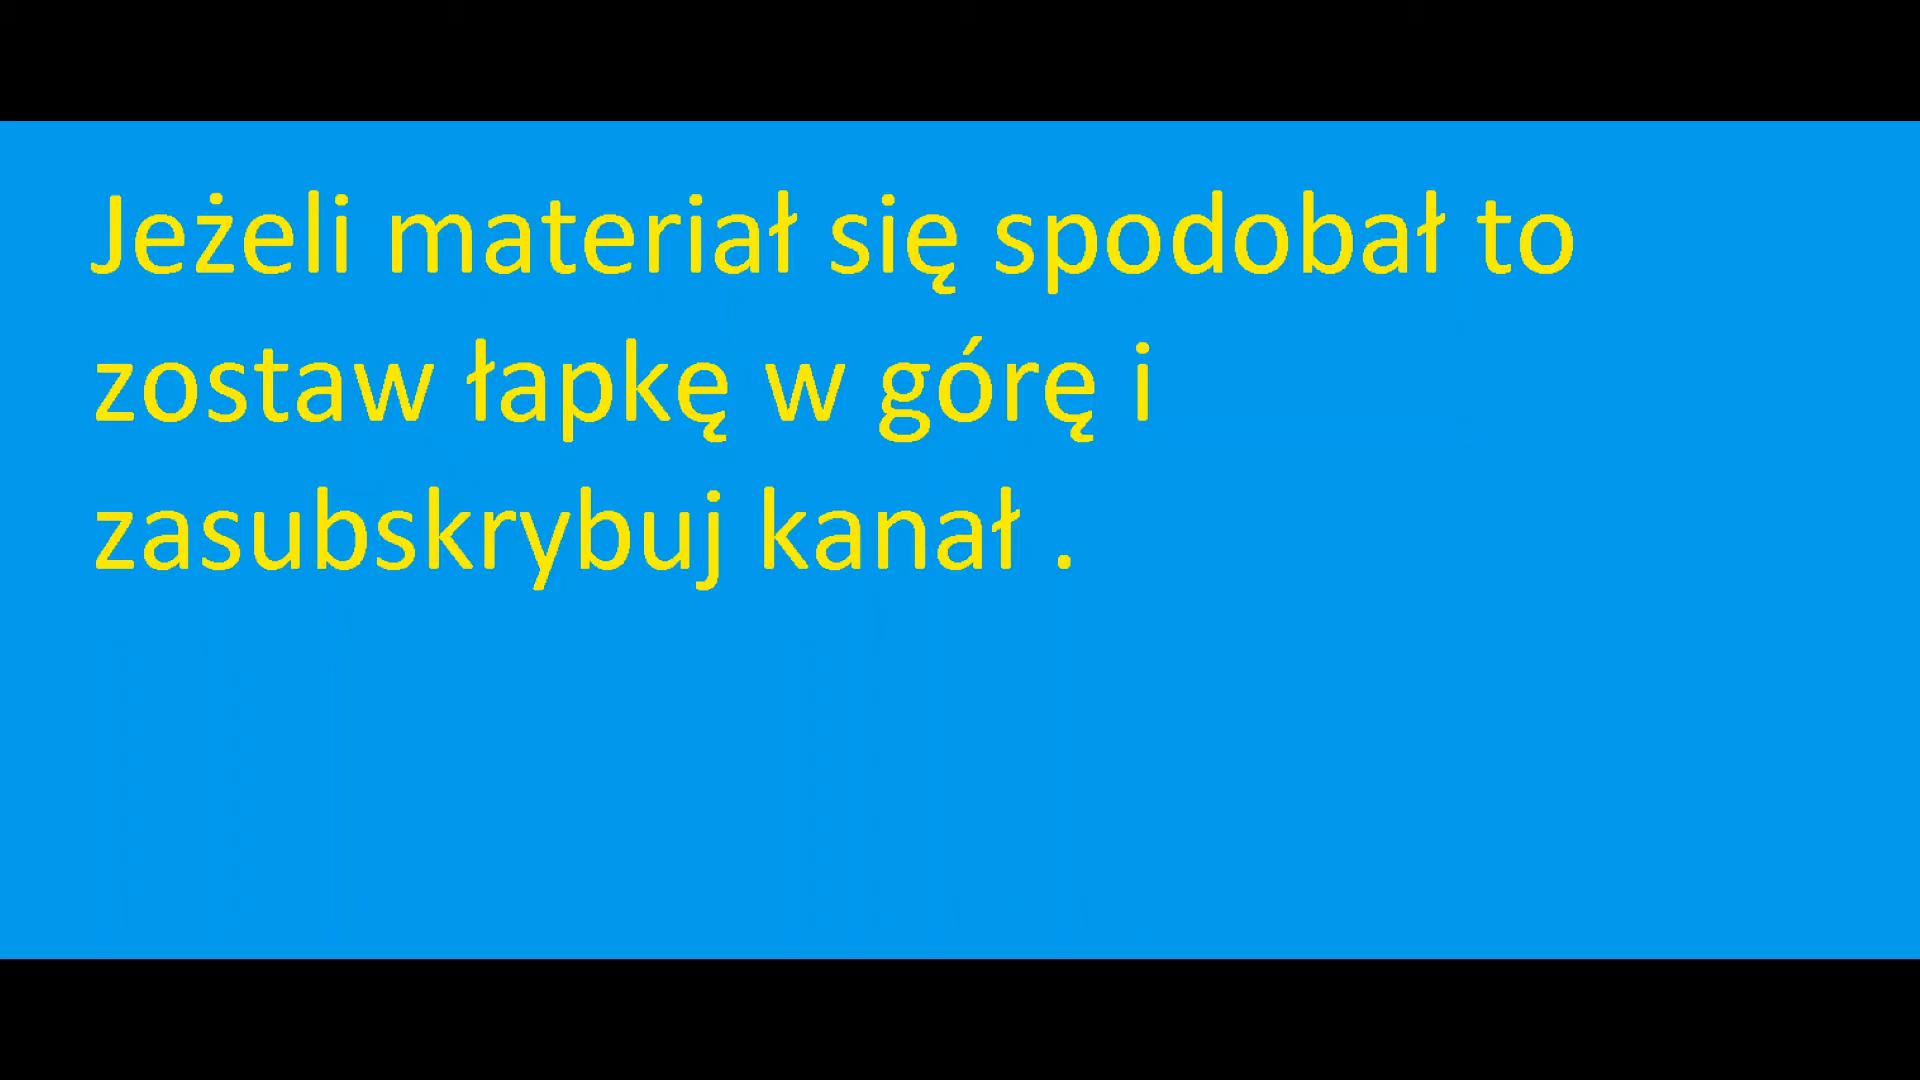 Jeżeli materiał się spodobał to
zostaw łapkę w górę i
zasubskrybuj kanał .